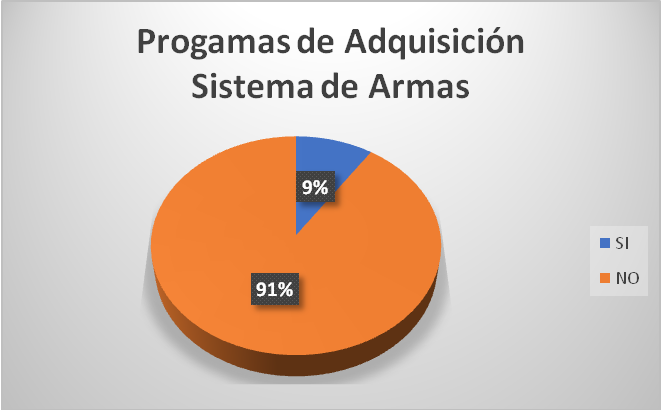 Progamas de Adquisición
Sistema de Armas
9%
91%
SI
NO